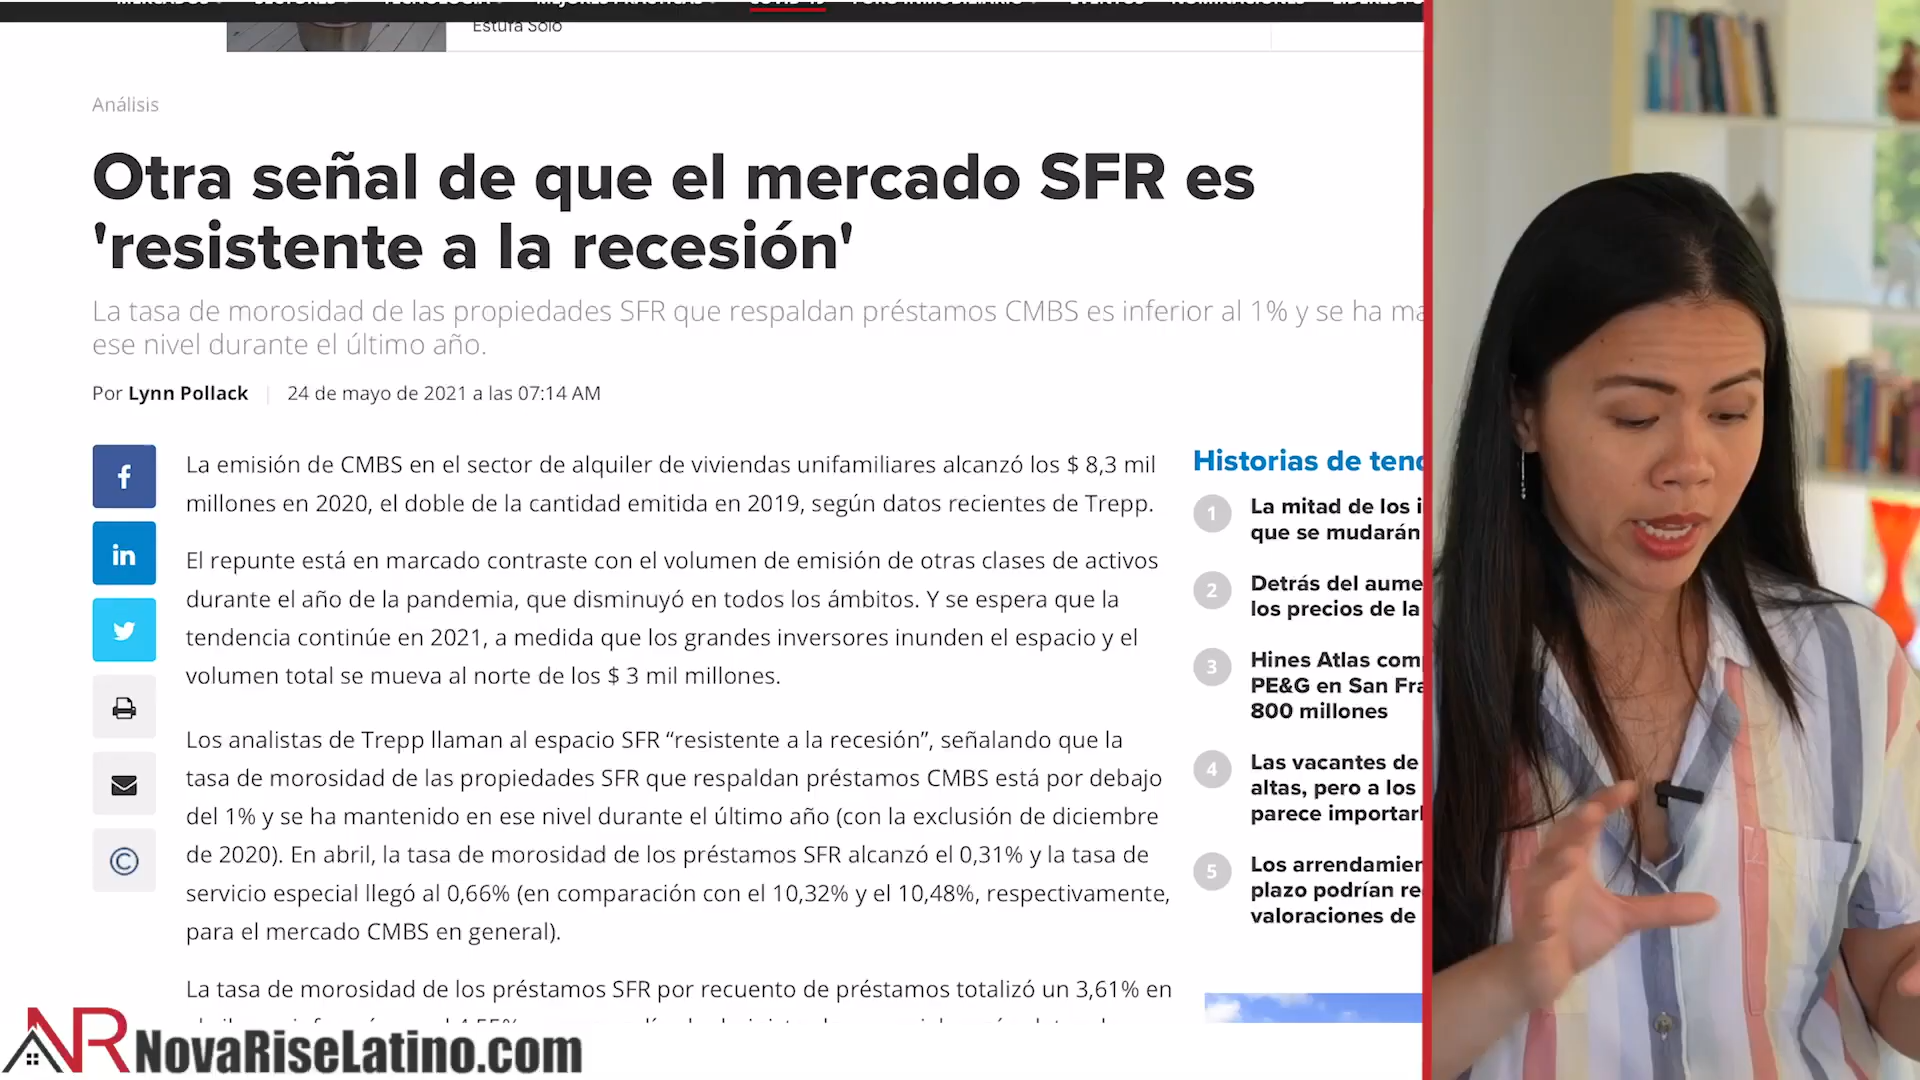 Estufa Solo
Análisis
Otra señal de que el mercado SFR es
'resistente a la recesión'
La tasa de morosidad de las propiedades SFR que respaldan préstamos CMBS es inferior al 1% y se ha
ese nivel durante el último año.
Por Lynn Pollack | 24 de mayo de 2021 a las 07:14 AM
La emisión de CMBS en el sector de alquiler de viviendas unifamiliares alcanzó los $ 8,3 mil
millones en 2020, el doble de la cantidad emitida en 2019, según datos recientes de Trepp.
El repunte está en marcado contraste con el volumen de emisión de otras clases de activos
durante el año de la pandemia, que disminuyó en todos los ámbitos. Y se espera que la
tendencia continúe en 2021, a medida que los grandes inversores inunden el espacio y el
volumen total se mueva al norte de los $ 3 mil millones.
Los analistas de Trepp llaman al espacio SFR “resistente a la recesión”, señalando que la
tasa de morosidad de las propiedades SFR que respaldan préstamos CMBS está por debajo
del 1% y se ha mantenido en ese nivel durante el último año (con la exclusión de diciembre
de 2020). En abril, la tasa de morosidad de los préstamos SFR alcanzó el 0,31% y la tasa de
servicio especial llegó al 0,66% (en comparación con el 10,32% y el 10,48%, respectivamente,
para el mercado CMBS en general).
La tasa de morosidad de los préstamos SFR por recuento de préstamos totalizó un 3,61% en
Historias de
1 La mitad de los
que se mudarán
2 Detrás del
los precios de la
3 Hines Atlas
PE&G en San
800 millones
4 Las vacantes de
altas, pero a los
parece
5 Los
plazo podrían
valoraciones de
NR NovaRiseLatino.com